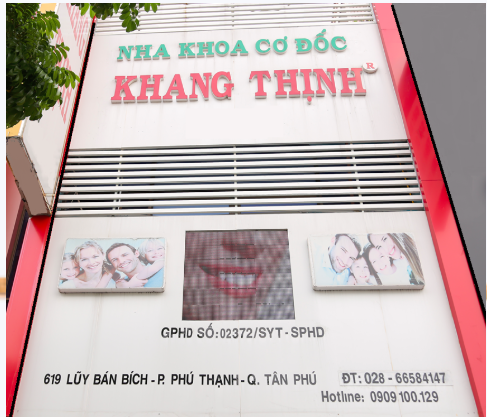 NHA KHOA CƠ ĐỐC
KHANG THỊNH ®
GPHĐ SỐ: 02372/SYT - SPHD
619 LŨY BÁN BÍCH - P. PHÚ THẠNH - Q. TÂN PHÚ ĐT: 028 - 66584147
Hotline: 0909 100.129